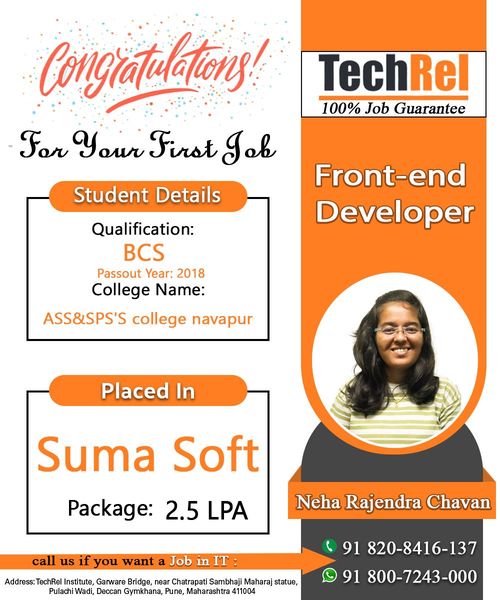 Congratulations!
For Your First Job
Student Details
Qualification:
BCS
Passout Year: 2018
College Name:
ASS&SPS'S college navapur
Placed In
Suma Soft
Package: 2.5 LPA
call us if you want a Job in IT :
Address:TechRel Institute, Garware Bridge, near Chatrapati Sambhaji Maharaj statue,
Pulachi Wadi, Deccan Gymkhana, Pune, Maharashtra 411004
TechRel
100% Job Guarantee
Front-end
Developer
Neha Rajendra Chavan
91 820-8416-137
91 800-7243-000